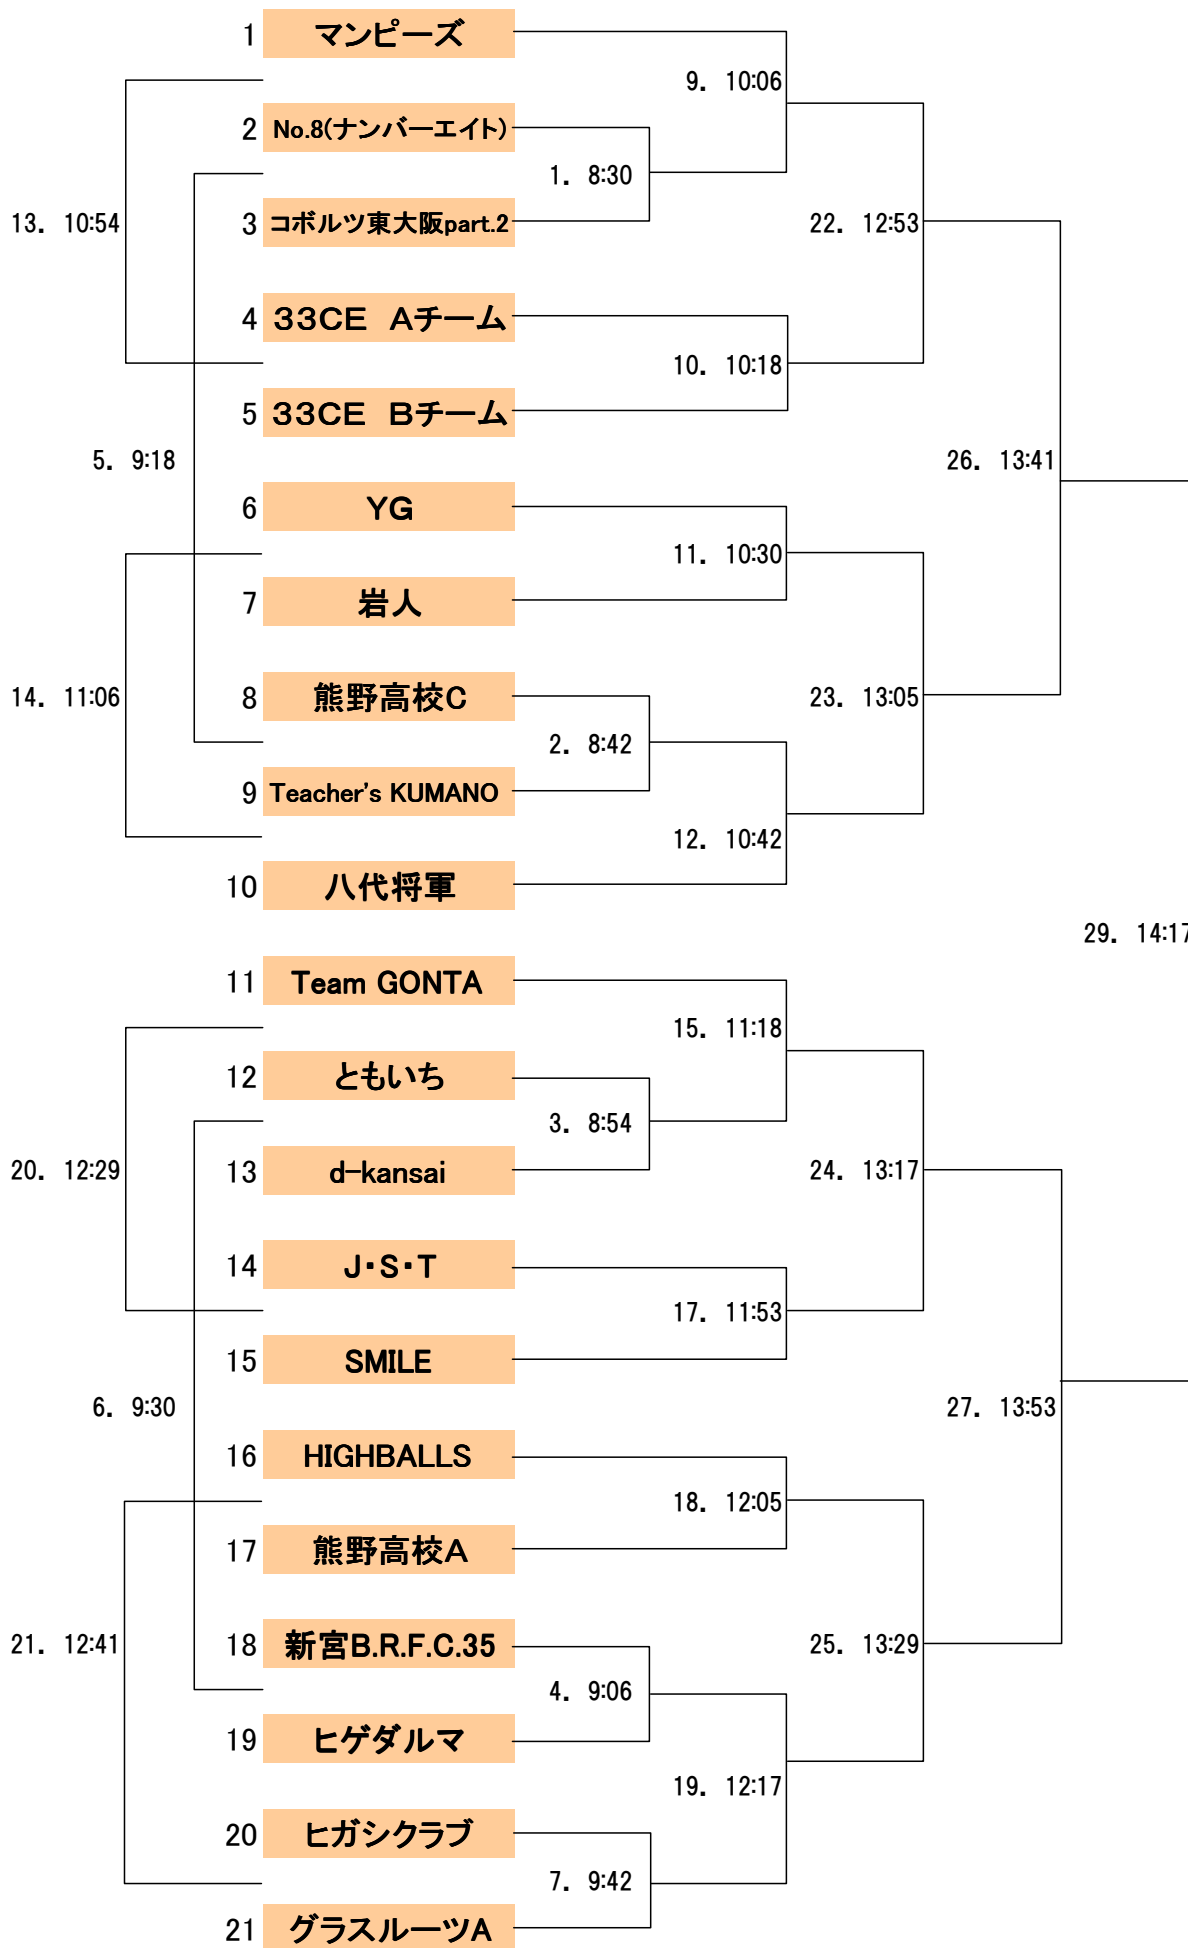 1 マンピーズ
9. 10:06
2 No.8(ナンバーエイト)
1. 8:30
3 コボルツ東大阪part.2
13. 10:54
22. 12:53
4 33CE Aチーム
10. 10:18
5 33CE Bチーム
5. 9:18
26. 13:41
6 YG
11. 10:30
7 岩人
14. 11:06
8 熊野高校C
23. 13:05
2. 8:42
9 Teacher's KUMANO
12. 10:42
10 八代将軍
29. 14:17
11 Team GONTA
15. 11:18
12 ともいち
3. 8:54
20. 12:29
13 d-kansai
24. 13:17
14 J・S・T
17. 11:53
15 SMILE
6. 9:30
27. 13:53
16 HIGHBALLS
18. 12:05
17 熊野高校A
21. 12:41
18 新宮B.R.F.C.35
25. 13:29
4. 9:06
19 ヒゲダルマ
19. 12:17
20 ヒガシクラブ
7. 9:42
21 グラスルーツA